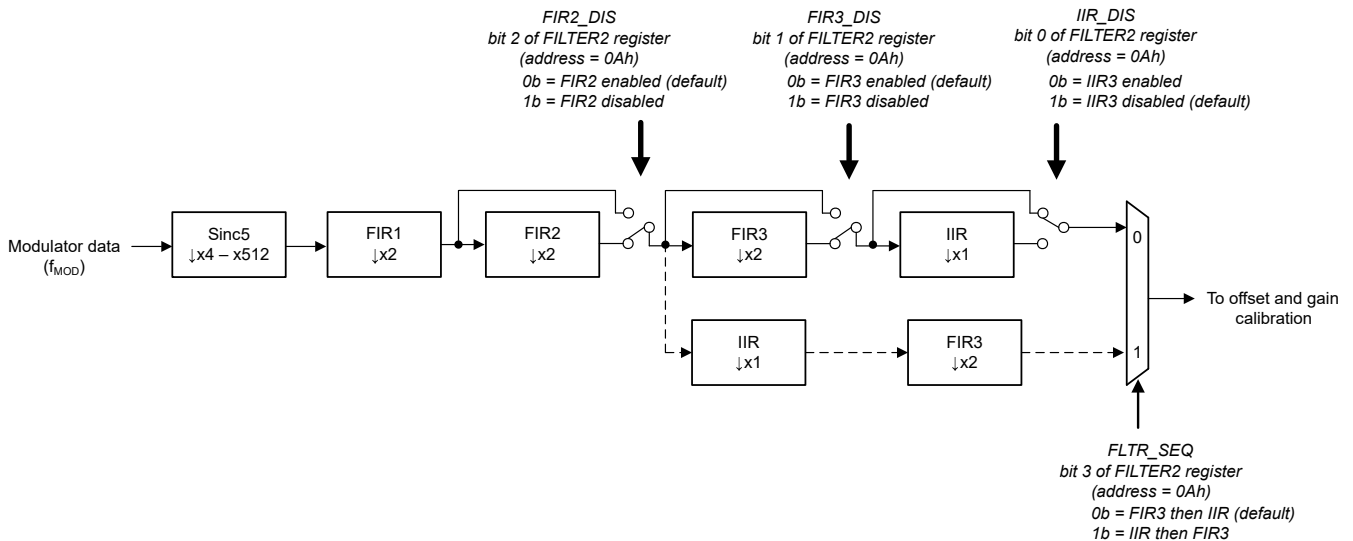 FIR2_DIS
bit 2 of FILTER2 register
(address = 0Ah)
0b = FIR2 enabled (default)
1b = FIR2 disabled
FIR3_DIS
bit 1 of FILTER2 register
(address = 0Ah)
0b = FIR3 enabled (default)
1b = FIR3 disabled
IIR_DIS
bit 0 of FILTER2 register
(address = 0Ah)
0b = IIR3 enabled
1b = IIR3 disabled (default)
Modulator data
(fMOD)
Sinc5
↓x4 – x512
FIR1
↓x2
FIR2
↓x2
FIR3
↓x2
IIR
↓x1
0
IIR
↓x1
FIR3
↓x2
1
To offset and gain
calibration
FLTR_SEQ
bit 3 of FILTER2 register
(address = 0Ah)
0b = FIR3 then IIR (default)
1b = IIR then FIR3